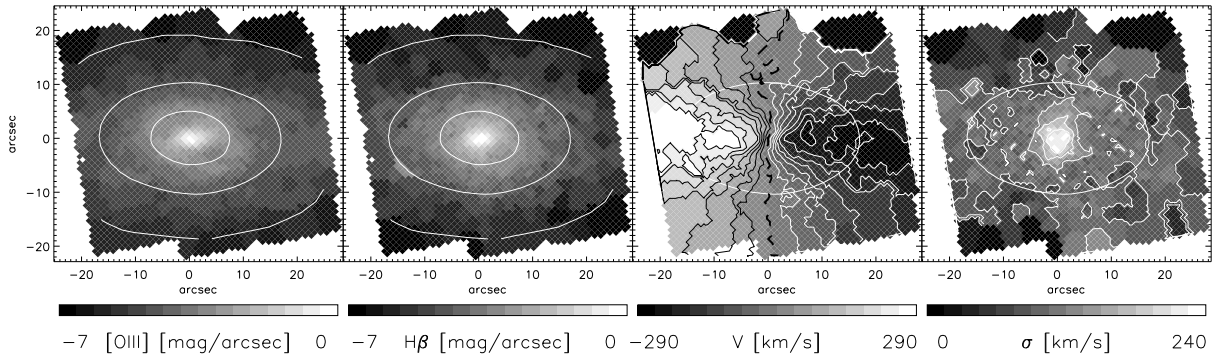 20
10
0
−10
−20
arcsec
−20 −10 0 10 20
−20 −10 0 10 20
−20 −10 0 10 20
−20 −10 0 10 20
arcsec arcsec arcsec arcsec
−7 [OIII] [mag/arcsec] 0
−7 Hβ [mag/arcsec] 0
−290 V [km/s] 290
0 σ [km/s] 240